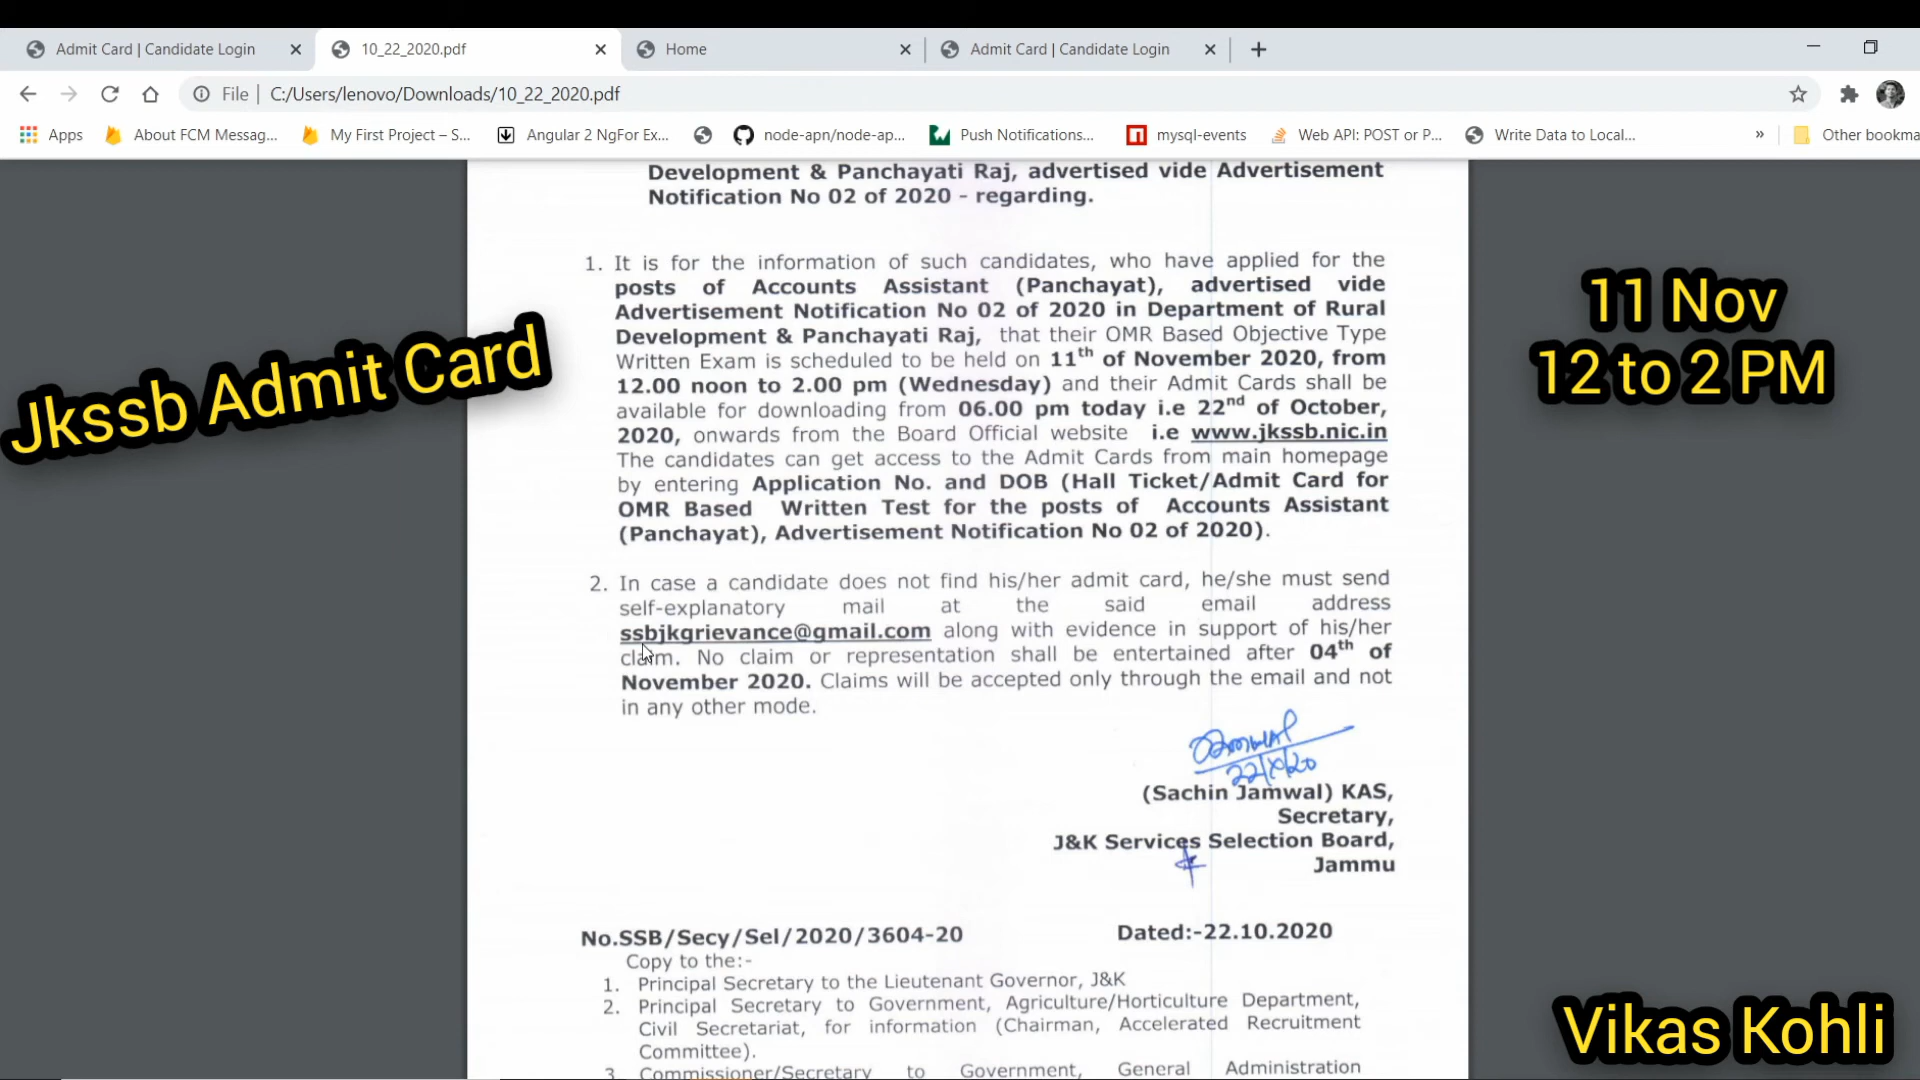 Admit Card | Candidate Login
10_22_2020.pdf
Home
Admit Card | Candidate Login
File | C:/Users/lenovo/Downloads/10_22_2020.pdf
Apps
About FCM Messag...
My First Project – S...
Angular 2 NgFor Ex...
node-apn/node-ap...
Push Notifications...
mysql-events
Web API: POST or P...
Write Data to Local...
» Other bookma
Development & Panchayati Raj, advertised vide Advertisement
Notification No 02 of 2020 - regarding.
1. It is for the information of such candidates, who have applied for the
posts of Accounts Assistant (Panchayat), advertised vide
Advertisement Notification No 02 of 2020 in Department of Rural
Development & Panchayati Raj, that their OMR Based Objective Type
Written Exam is scheduled to be held on 11th of November 2020, from
12.00 noon to 2.00 pm (Wednesday) and their Admit Cards shall be
available for downloading from 06.00 pm today i.e 22nd of October,
2020, onwards from the Board Official website i.e www.jkssb.nic.in
The candidates can get access to the Admit Cards from main homepage
by entering Application No. and DOB (Hall Ticket/Admit Card for
OMR Based Written Test for the posts of Accounts Assistant
(Panchayat), Advertisement Notification No 02 of 2020).
2. In case a candidate does not find his/her admit card, he/she must send
self-explanatory mail at the said email address
ssbjkgrievance@gmail.com along with evidence in support of his/her
claim. No claim or representation shall be entertained after 04th of
November 2020. Claims will be accepted only through the email and not
in any other mode.
22/X/20
(Sachin Jamwal) KAS,
Secretary,
J&K Services Selection Board,
Jammu
No.SSB/Secy/Sel/2020/3604-20 Dated:-22.10.2020
Copy to the:-
1. Principal Secretary to the Lieutenant Governor, J&K
2. Principal Secretary to Government, Agriculture/Horticulture Department,
Civil Secretariat, for information (Chairman, Accelerated Recruitment
Committee).
3. Commissioner/Secretary to Government, General Administration
Jkssb Admit Card
11 Nov
12 to 2 PM
Vikas Kohli